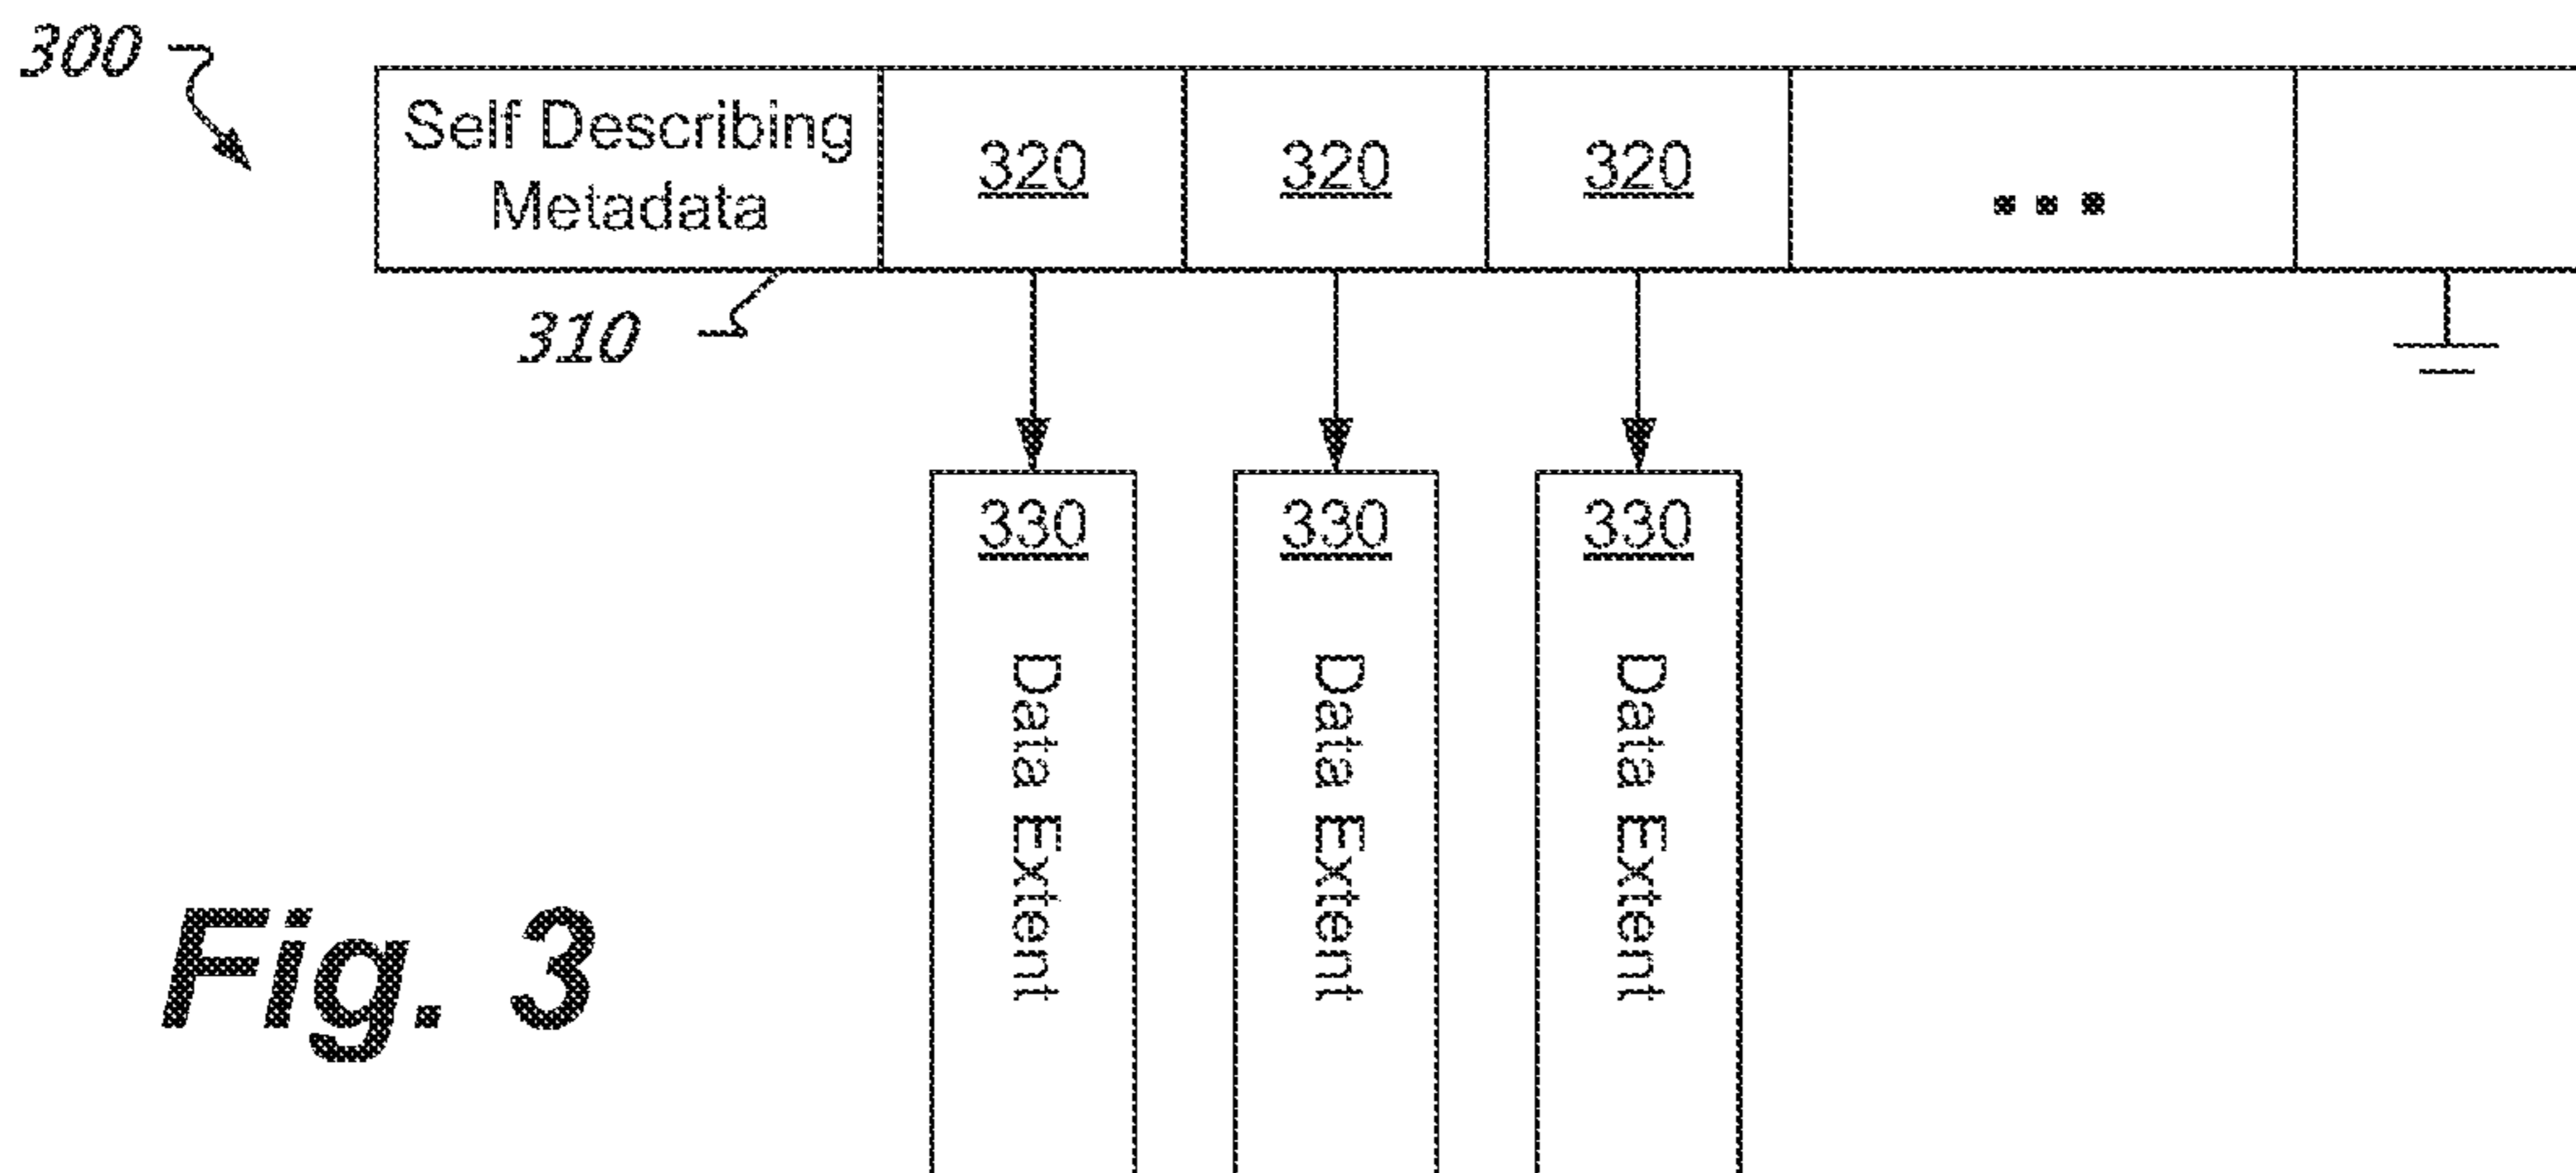 300
Self Describing
Metadata
320
320
320
...
310
330
330
330
Data Extent
Data Extent
Data Extent
Fig. 3